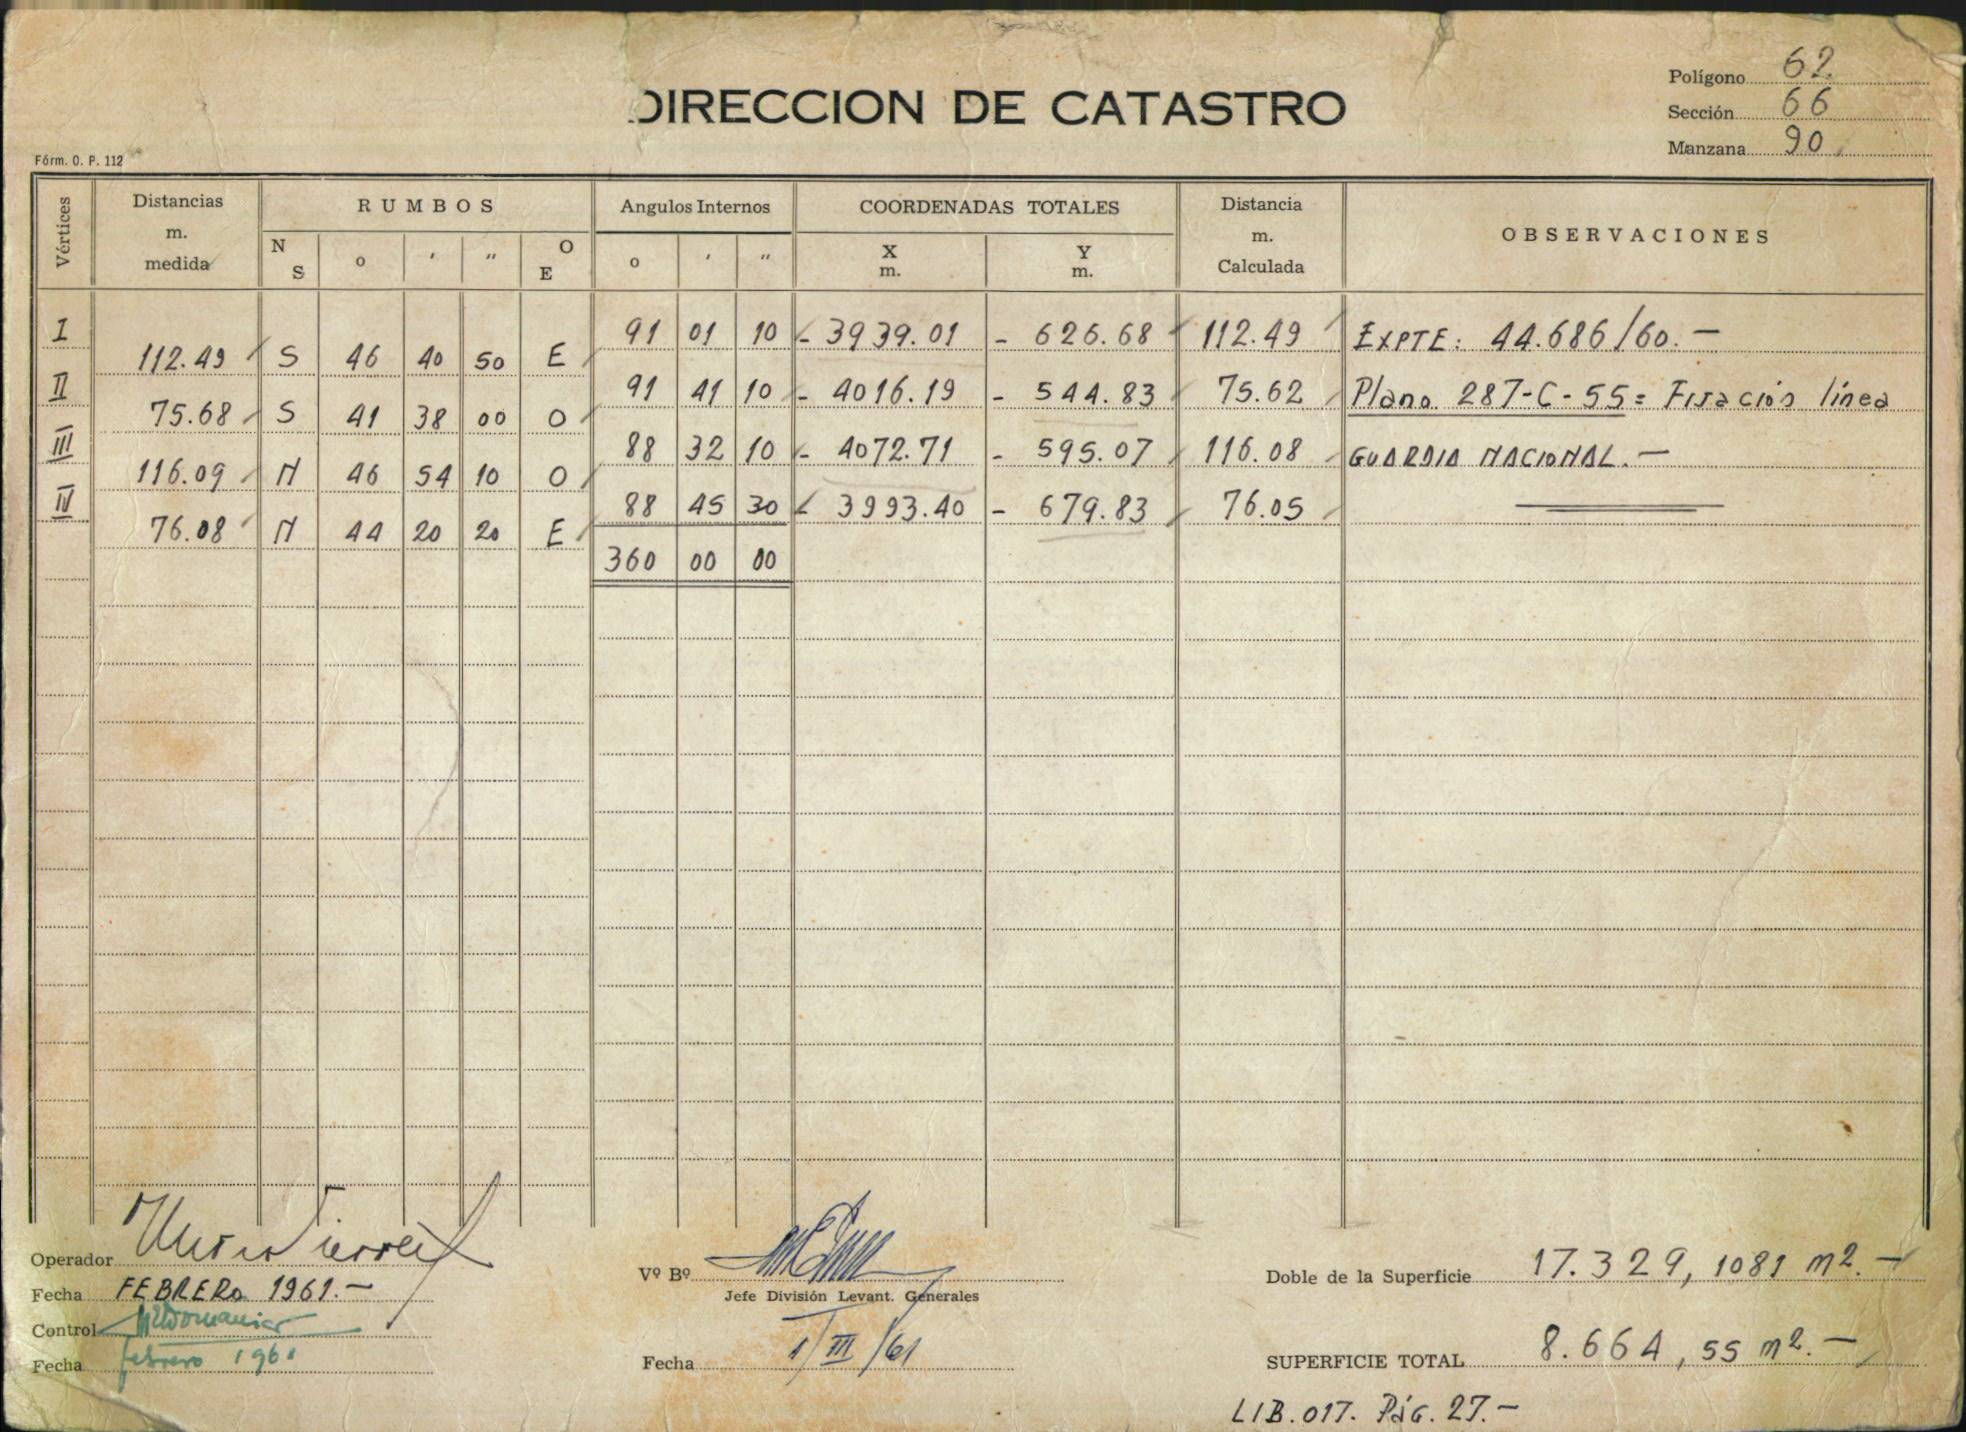 Polígono 62
DIRECCION DE CATASTRO
Sección 66
Manzana 90
Fórm. O. P. 112
Vértices Distancias m. medida RUMBOS Angulos Internos COORDENADAS TOTALES Distancia m. Calculada OBSERVACIONES
N S o ′ ″ O E o ′ ″ X m. Y m.
I 91 01 10 - 3939.01 - 626.68 112.49 EXPTE: 44.686/60.-
112.49 S 46 40 50 E
II 91 41 10 - 4016.19 - 544.83 75.62 Plano 287-C-55= Fijación línea
75.68 S 41 38 00 O
III 88 32 10 - 4072.71 - 595.07 116.08 GUARDIA NACIONAL.-
116.09 N 46 54 10 O
IV 88 45 30 - 3993.40 - 679.83 76.05
76.08 N 44 20 20 E
360 00 00
Operador
Vº Bº
Doble de la Superficie 17.329,1081 m2.-
Fecha FEBRERO 1961.-
Jefe División Levant. Generales
Control
Fecha febrero 1961
Fecha 1/III/61
SUPERFICIE TOTAL 8.664,55 m2.-
LIB. 017. Pág. 27.-